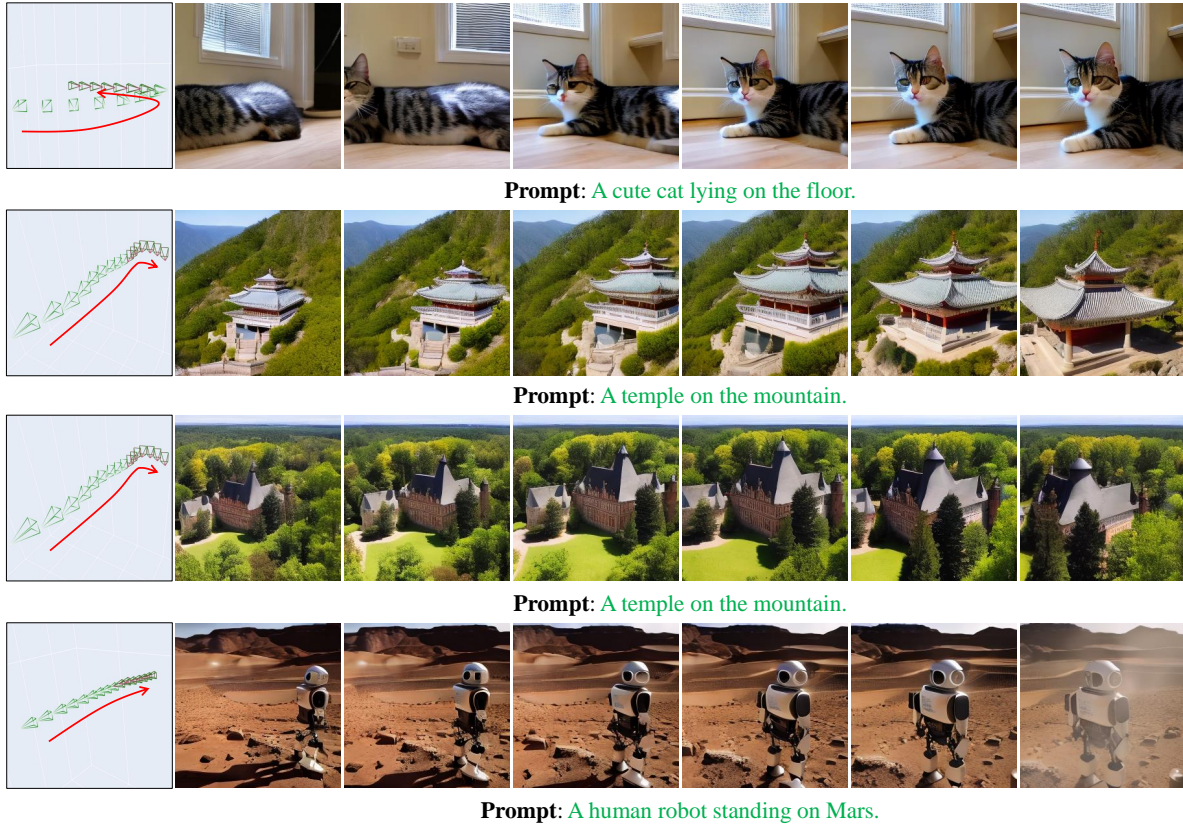 Prompt: A cute cat lying on the floor.
Prompt: A temple on the mountain.
Prompt: A temple on the mountain.
Prompt: A human robot standing on Mars.